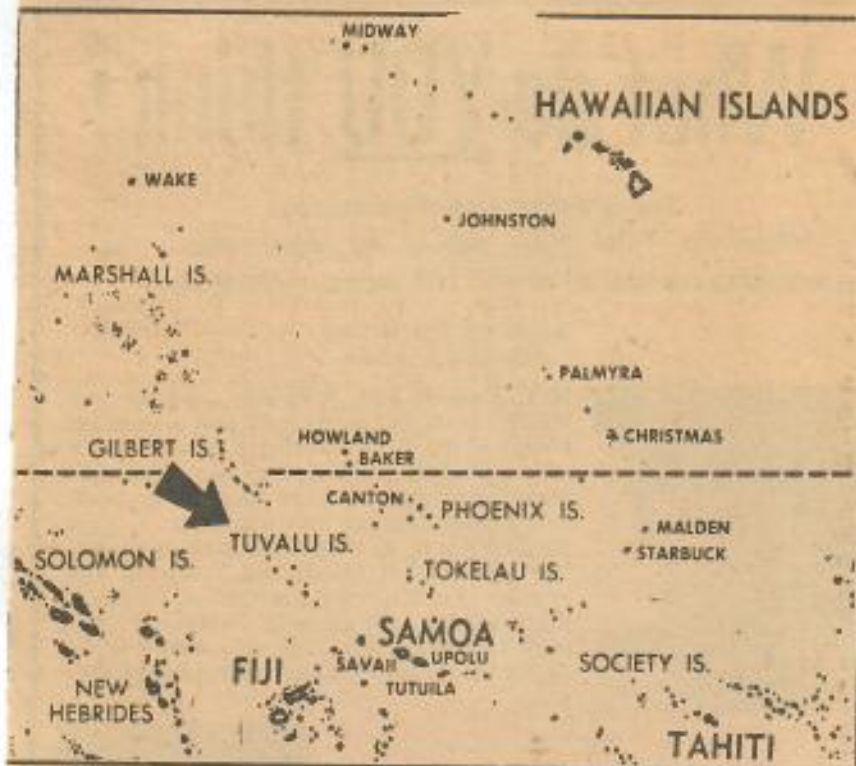 MIDWAY
HAWAIIAN ISLANDS
WAKE
JOHNSTON
MARSHALL IS.
PALMYRA
GILBERT IS.
HOWLAND
BAKER
CHRISTMAS
CANTON
PHOENIX IS.
TUVALU IS.
MALDEN
STARBUCK
SOLOMON IS.
TOKELAU IS.
SAMOA
SAVAII
UPOLU
TUTUILA
FIJI
SOCIETY IS.
NEW
HEBRIDES
TAHITI